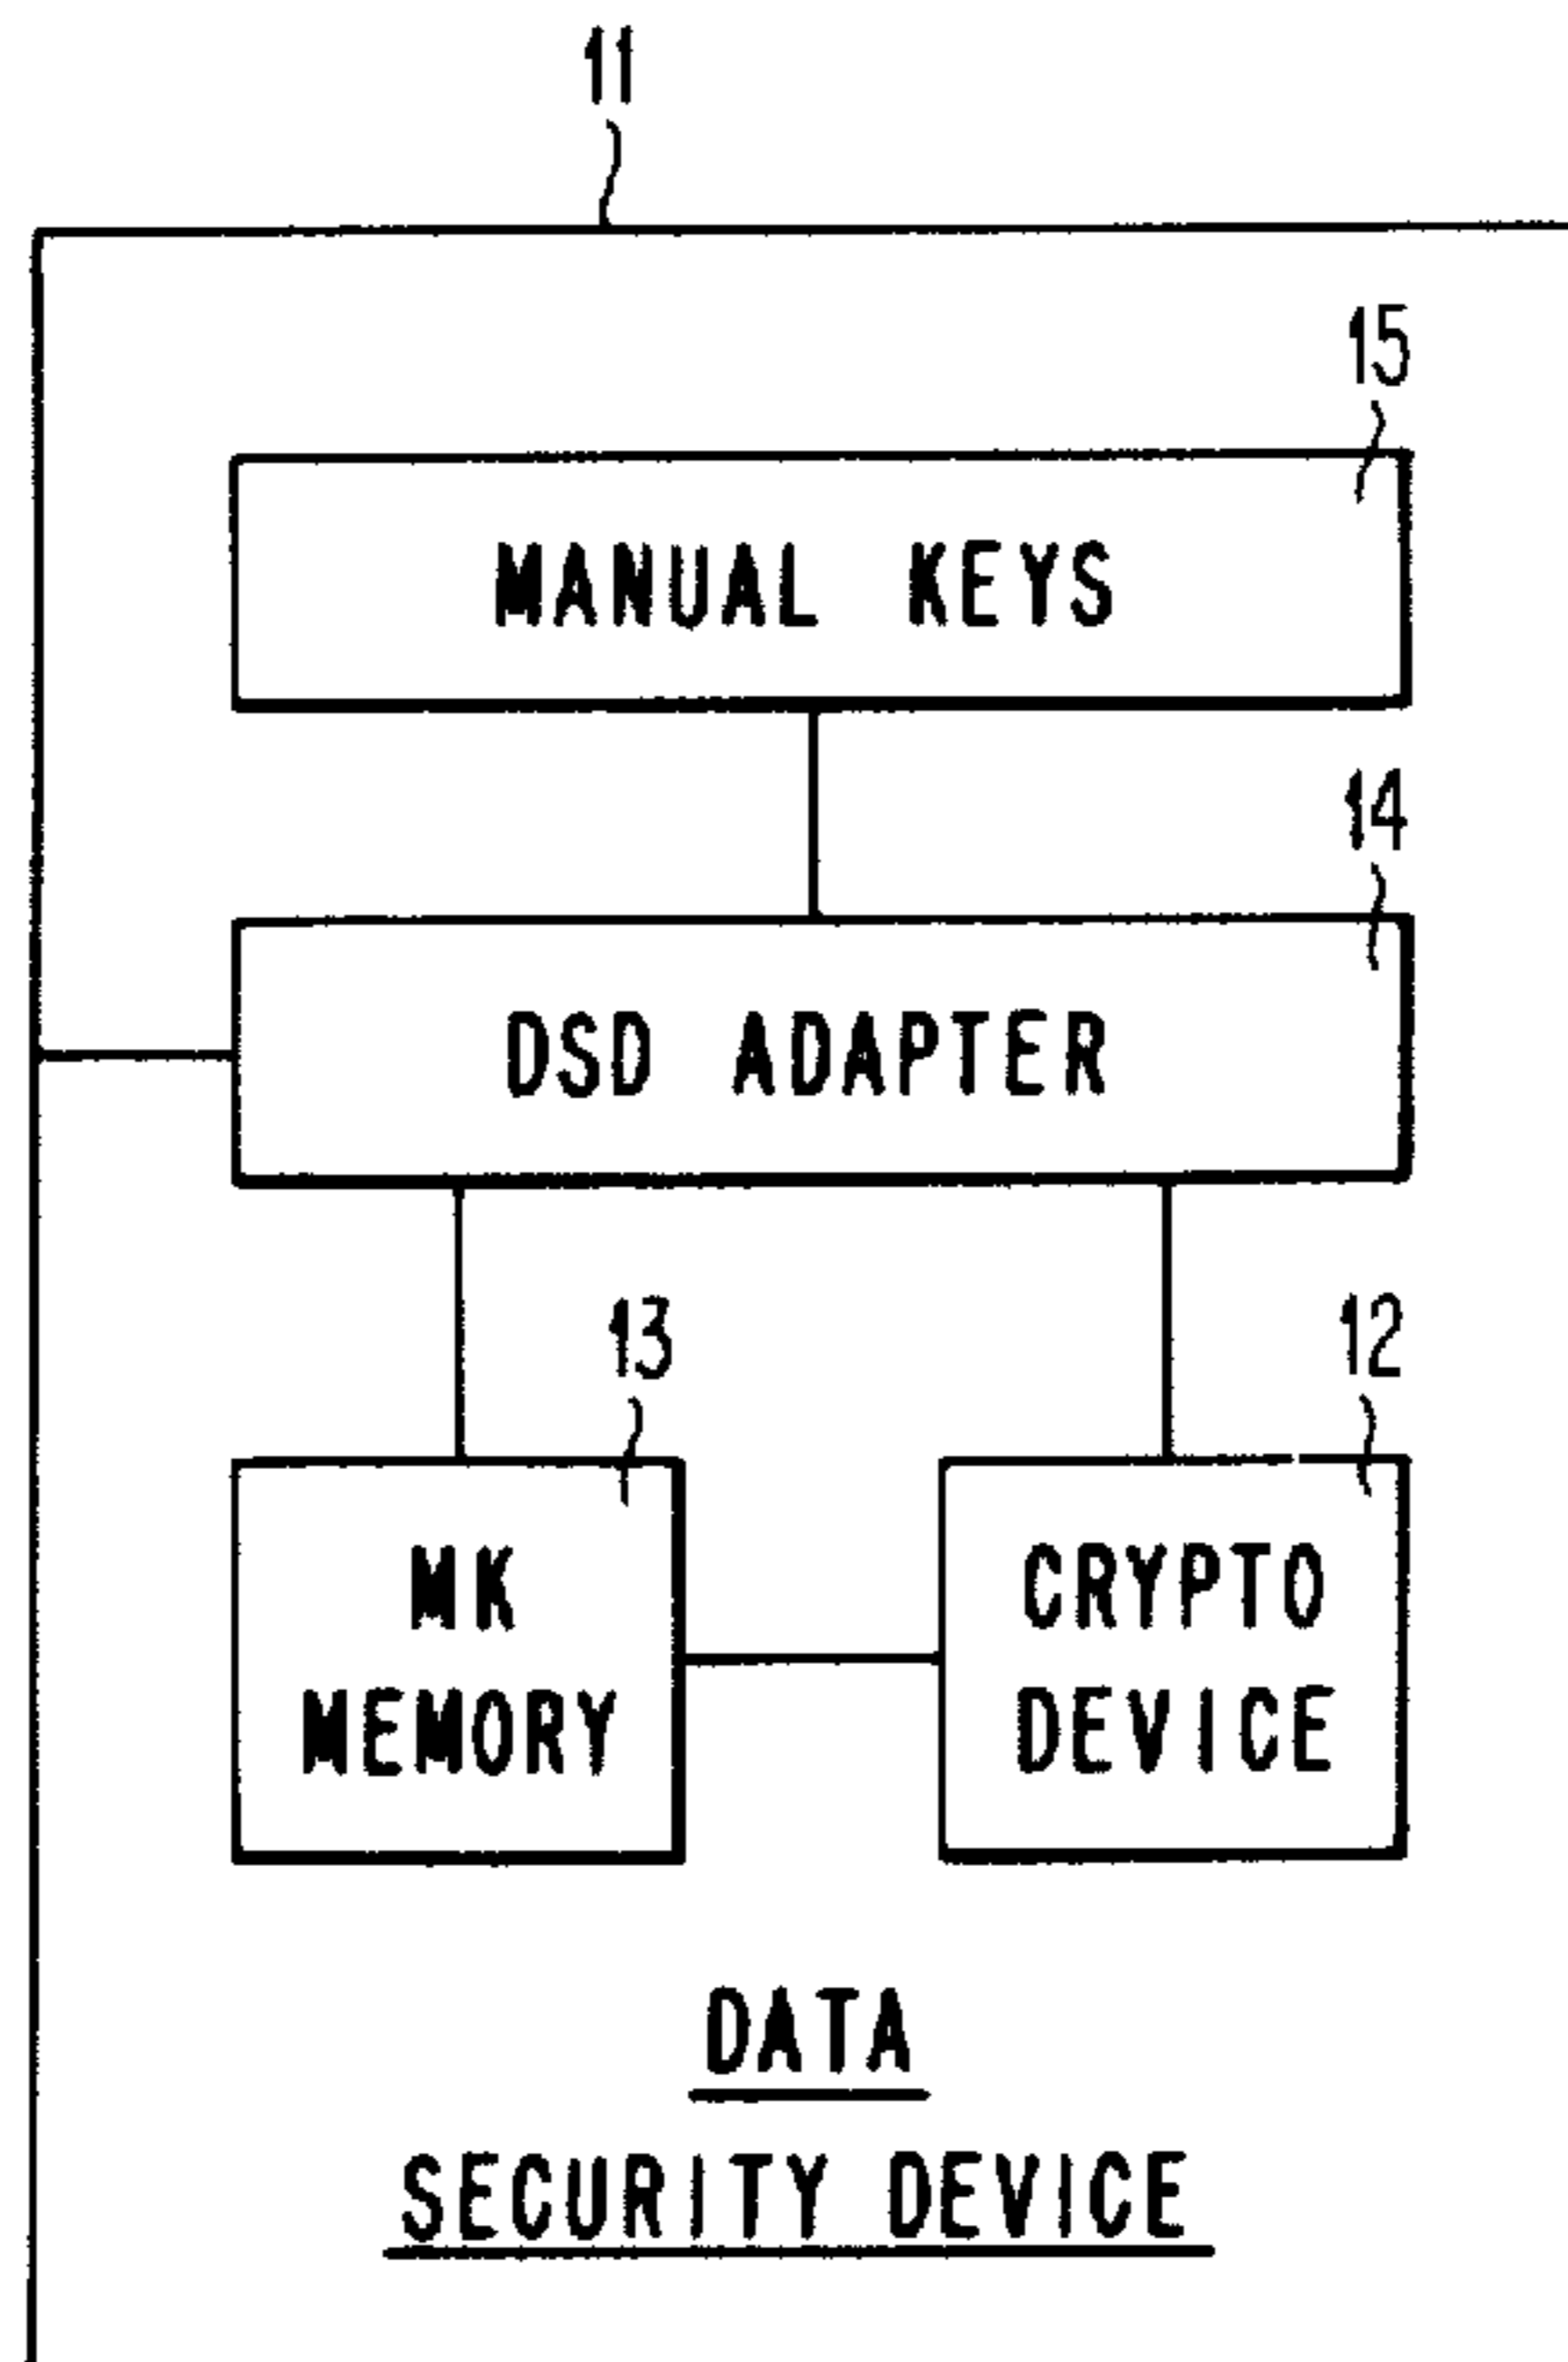 11
15
MANUAL KEYS
14
DSD ADAPTER
13
12
MK
MEMORY
CRYPTO
DEVICE
DATA
SECURITY DEVICE